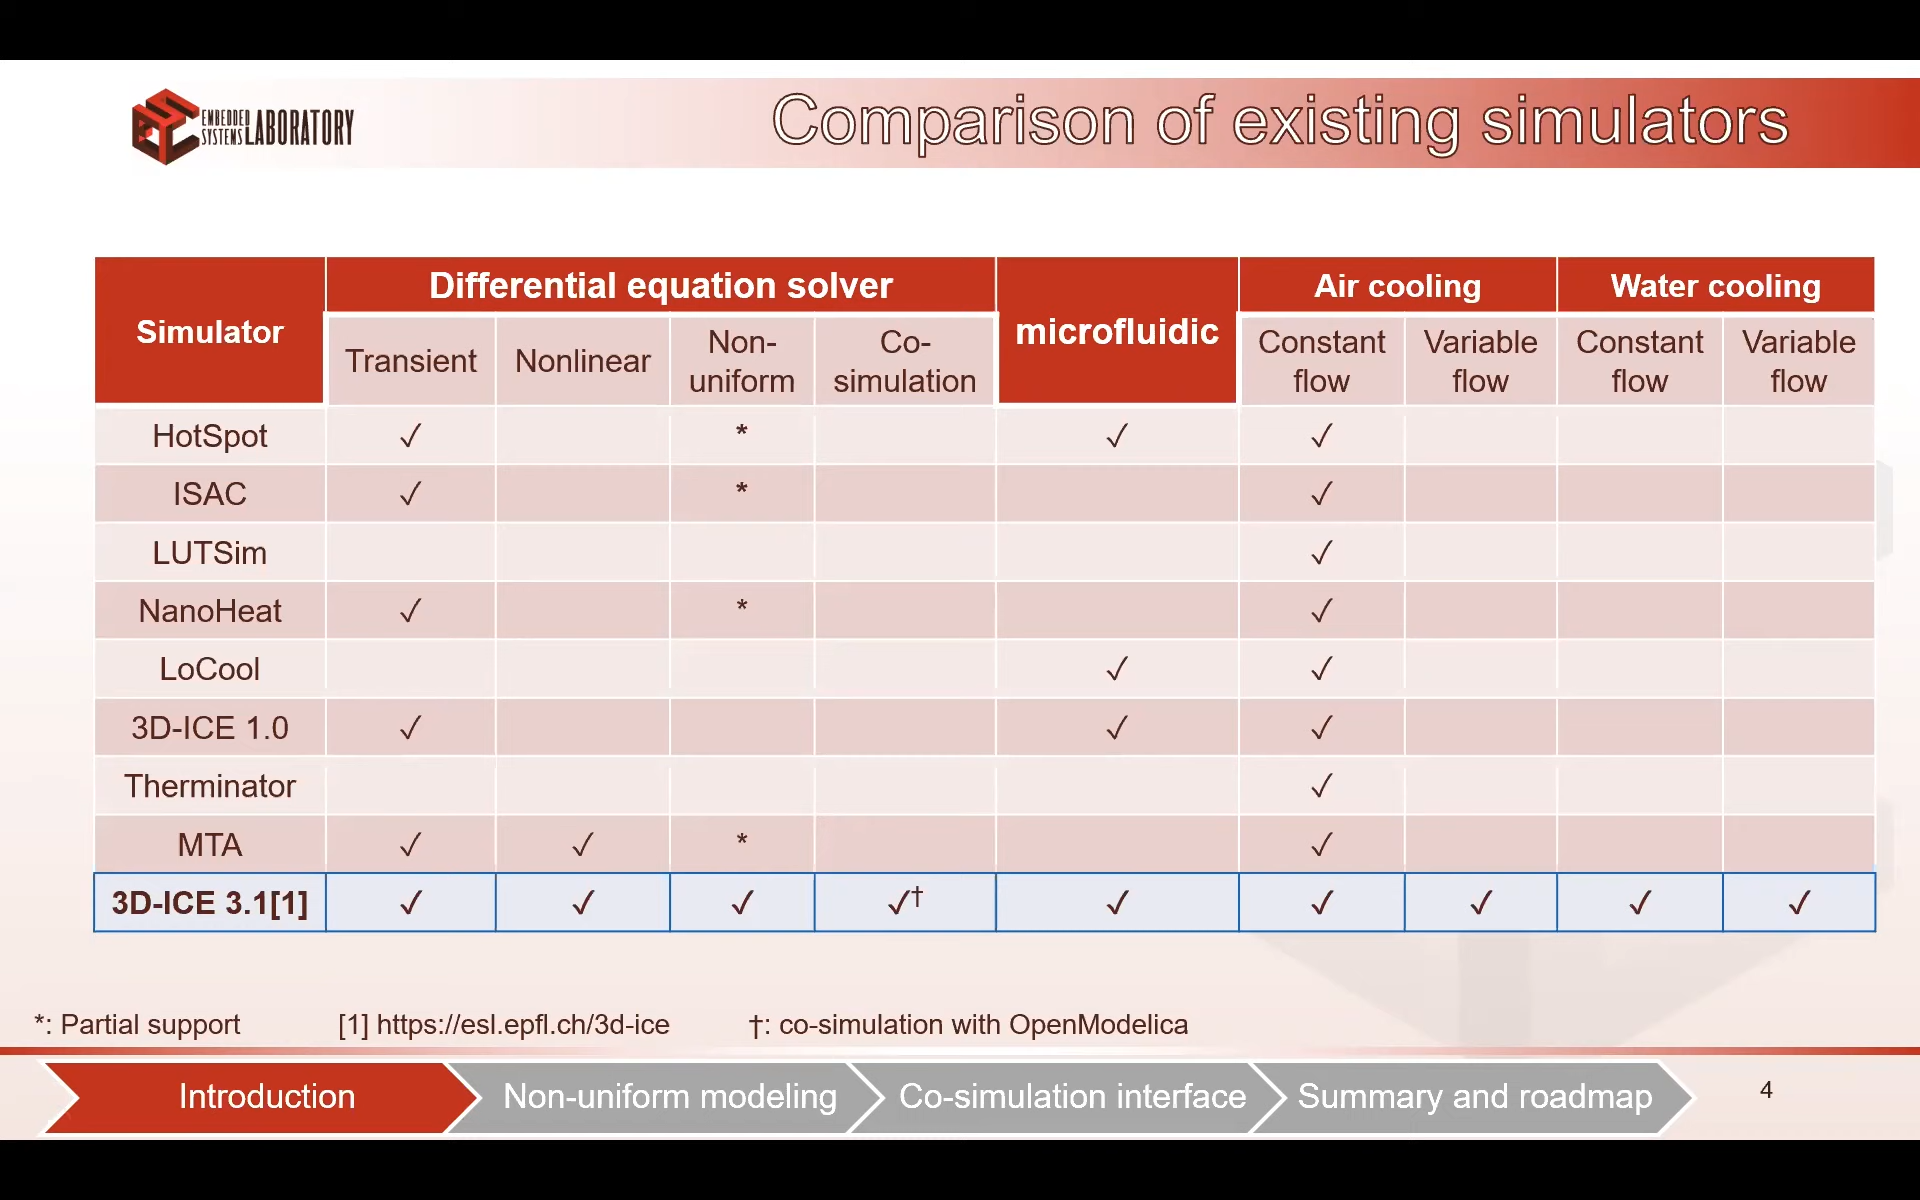 EMBEDDED
SYSTEMS LABORATORY
Comparison of existing simulators
Simulator Differential equation solver microfluidic Air cooling Water cooling
Transient Nonlinear Non-uniform Co-simulation Constant flow Variable flow Constant flow Variable flow
HotSpot ✓ * ✓ ✓
ISAC ✓ * ✓
LUTSim ✓
NanoHeat ✓ * ✓
LoCool ✓ ✓
3D-ICE 1.0 ✓ ✓ ✓
Therminator ✓
MTA ✓ ✓ * ✓
3D-ICE 3.1[1] ✓ ✓ ✓ ✓† ✓ ✓ ✓ ✓ ✓
*: Partial support [1] https://esl.epfl.ch/3d-ice †: co-simulation with OpenModelica
Introduction Non-uniform modeling Co-simulation interface Summary and roadmap 4